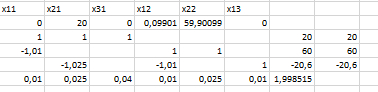 x11 x21 x31 x12 x22 x13
0 20 0 0,09901 59,90099 0
1 1 1 20 20
-1,01 1 1 60 60
-1,025 -1,01 1 -20,6 -20,6
0,01 0,025 0,04 0,01 0,025 0,01 1,998515